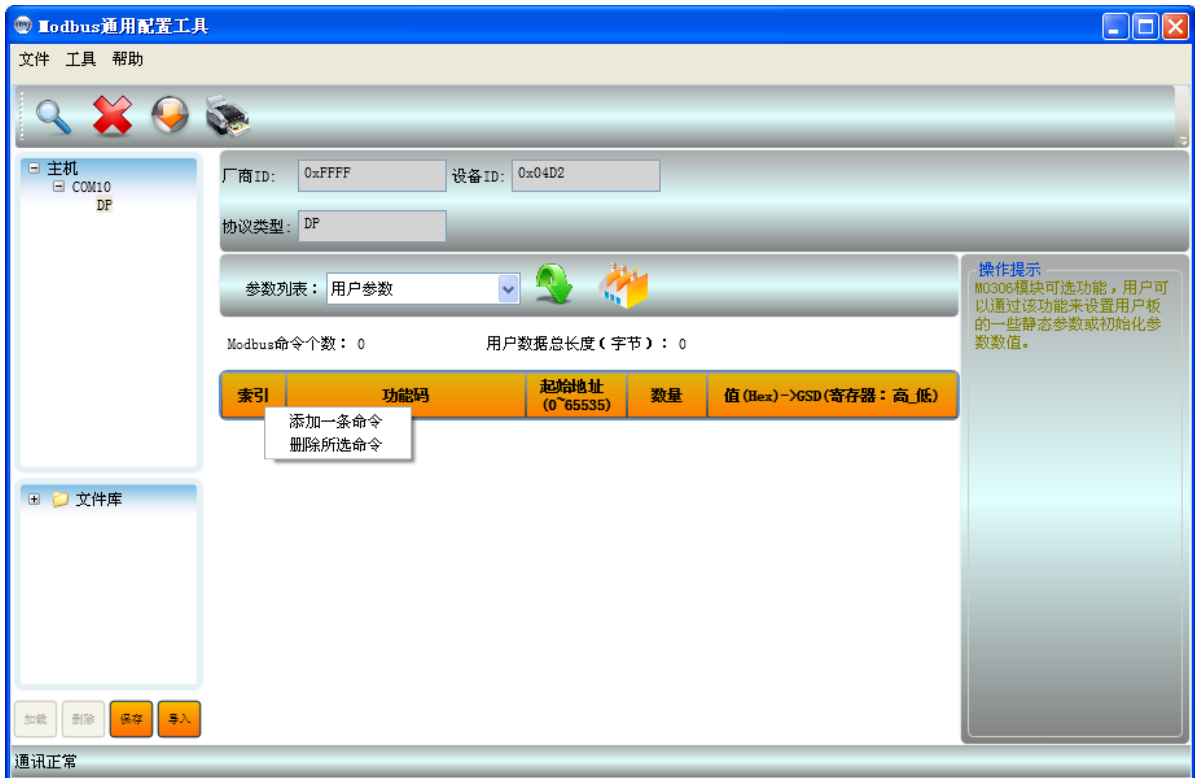 Modbus通用配置工具
文件 工具 帮助
主机
COM10
DP
厂商ID: 0xFFFF 设备ID: 0x04D2
协议类型: DP
参数列表: 用户参数
Modbus命令个数: 0 用户数据总长度(字节): 0
索引 功能码 起始地址 数量 值(Hex)->GSD(寄存器:高_低)
(0~65535)
添加一条命令
删除所选命令
操作提示
M0306模块可选功能,用户可
以通过该功能来设置用户板
的一些静态参数或初始化参
数数值。
文件库
加载 删除 保存 导入
通讯正常